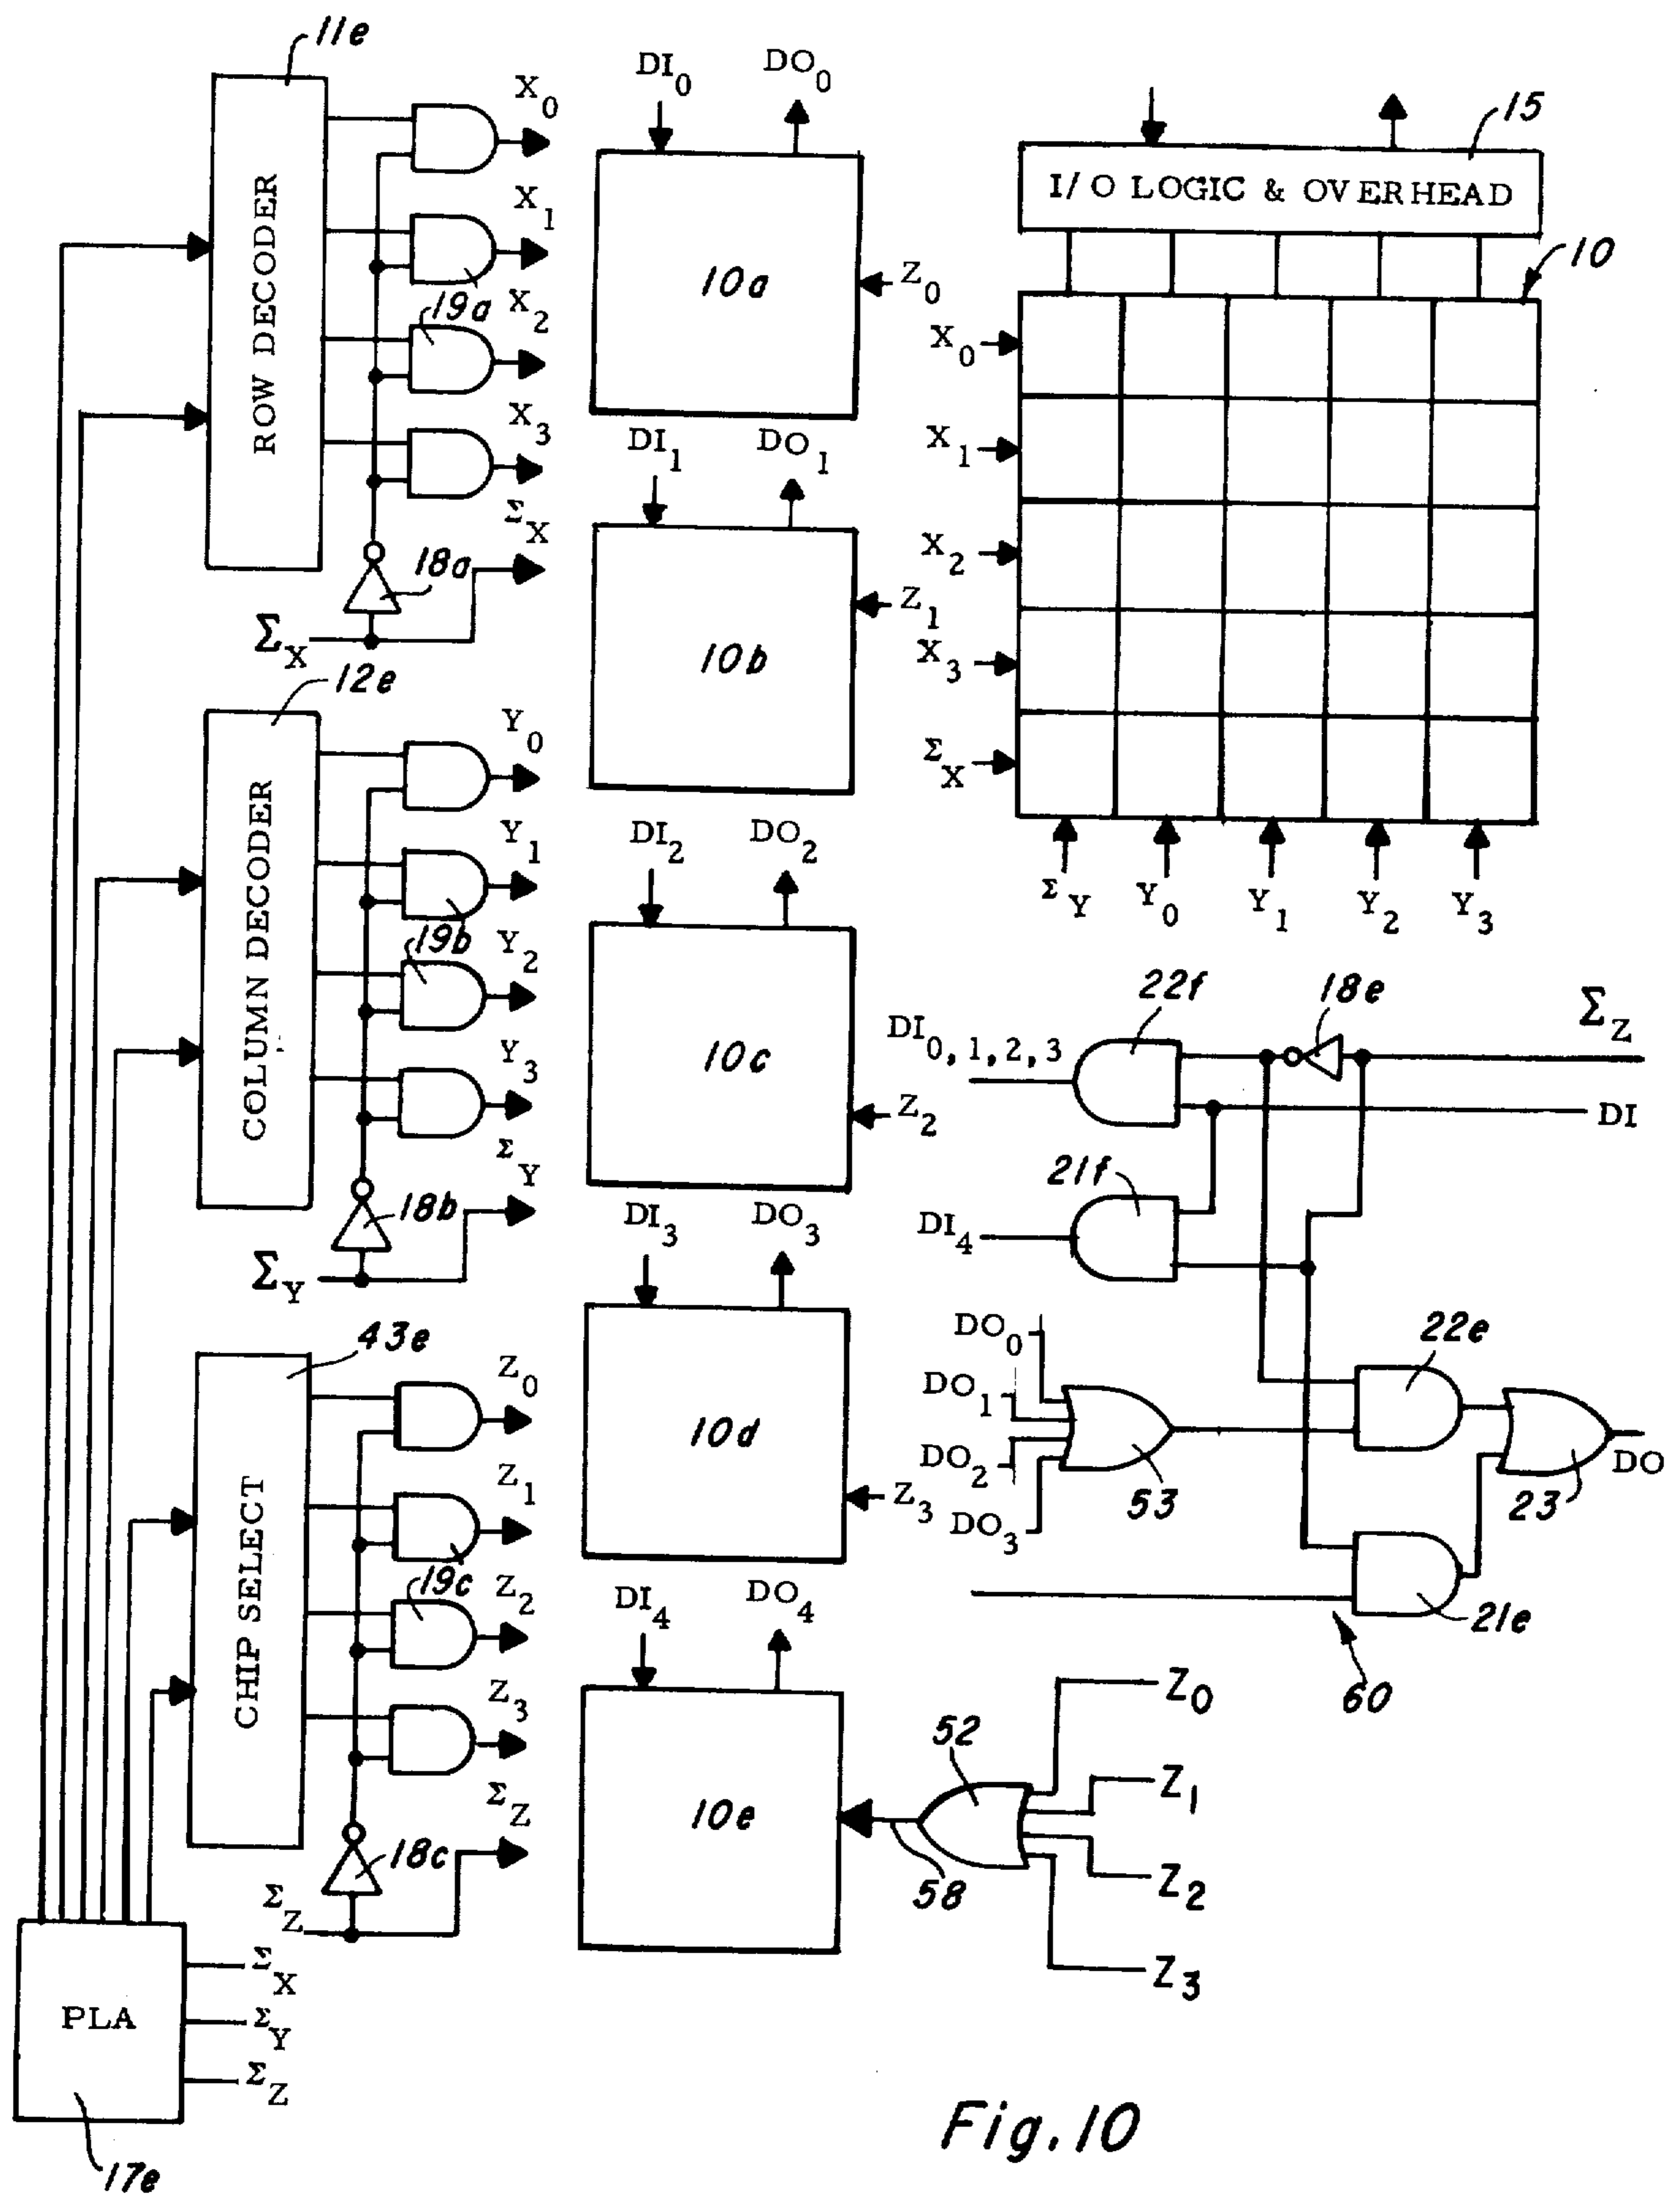 11e
ROW DECODER
X0
X1
19a
X2
X3
ΣX
18a
ΣX
12e
COLUMN DECODER
Y0
Y1
19b
Y2
Y3
ΣY
18b
ΣY
43e
CHIP SELECT
Z0
Z1
19c
Z2
Z3
ΣZ
18c
ΣZ
PLA
ΣX
ΣY
ΣZ
17e
DI0
DO0
10a
Z0
DI1
DO1
10b
Z1
DI2
DO2
10c
Z2
DI3
DO3
10d
Z3
DI4
DO4
10e
58
52
Z0
Z1
Z2
Z3
15
I/O LOGIC & OVERHEAD
10
X0
X1
X2
X3
ΣX
ΣY
Y0
Y1
Y2
Y3
22f
18e
ΣZ
DI0, 1, 2, 3
DI
21f
DI4
DO0
DO1
DO2
DO3
53
22e
23
DO
21e
60
Fig. 10